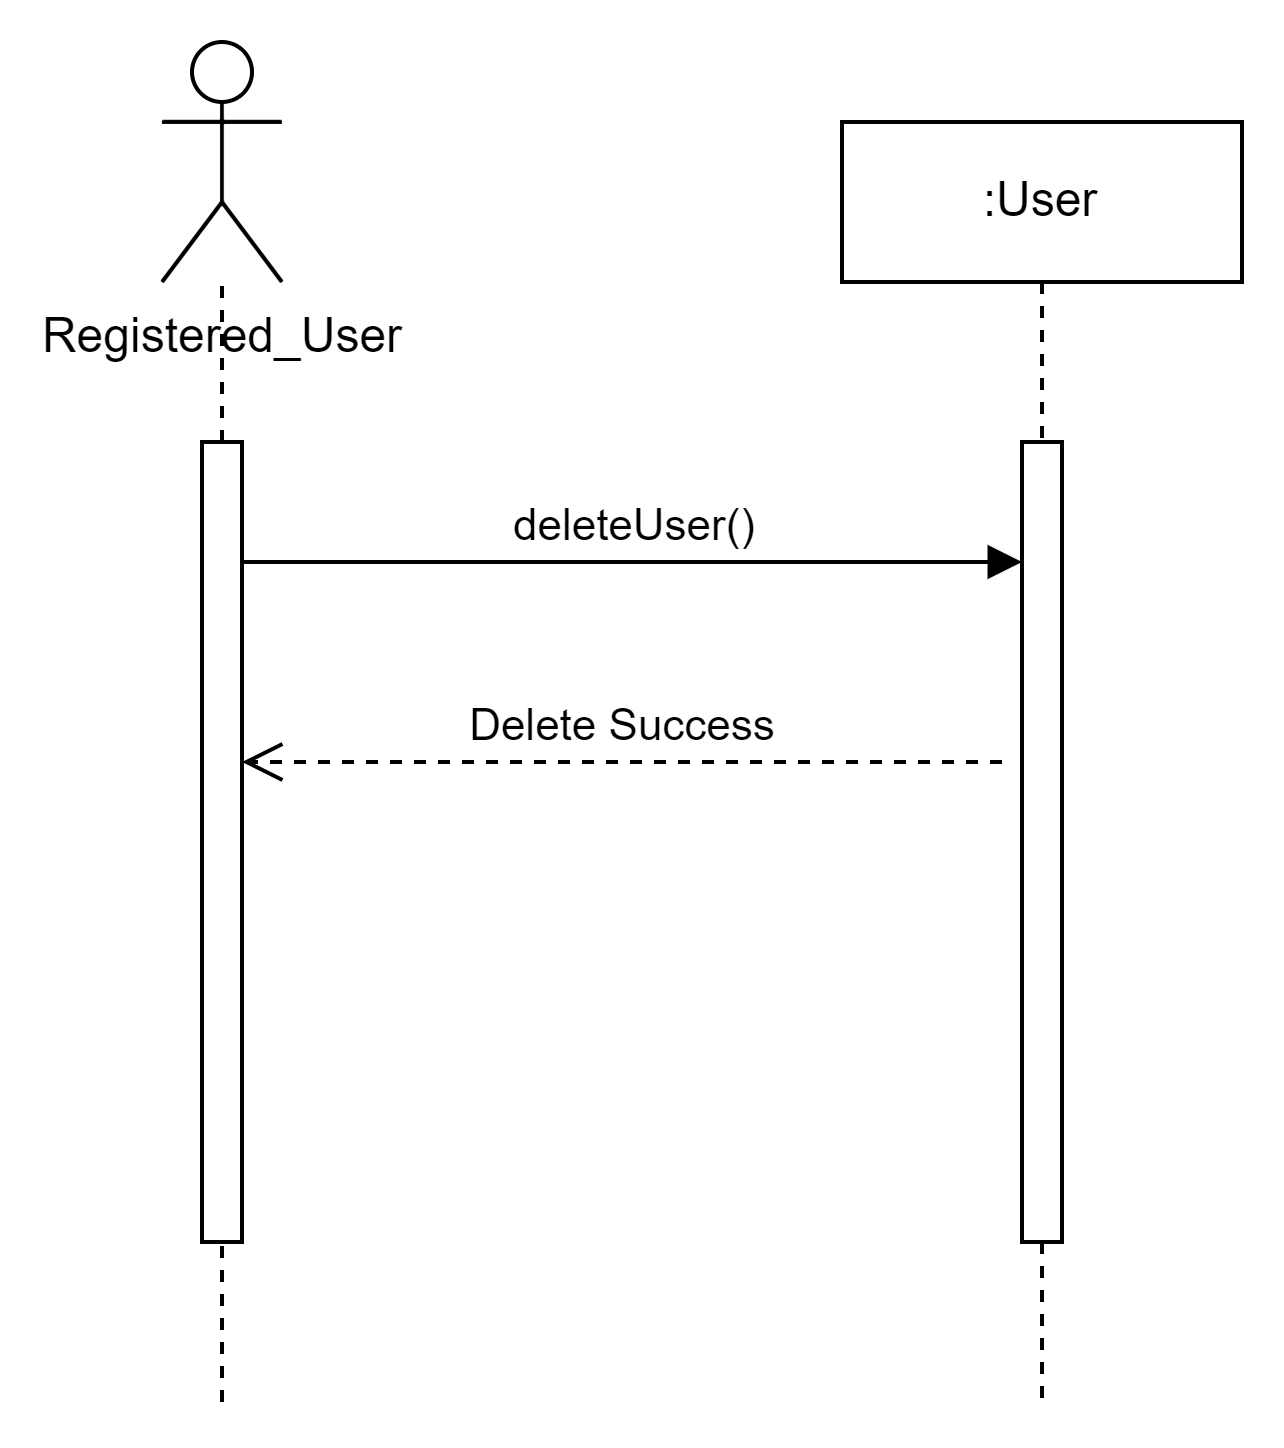 :User
Registered_User
deleteUser()
Delete Success